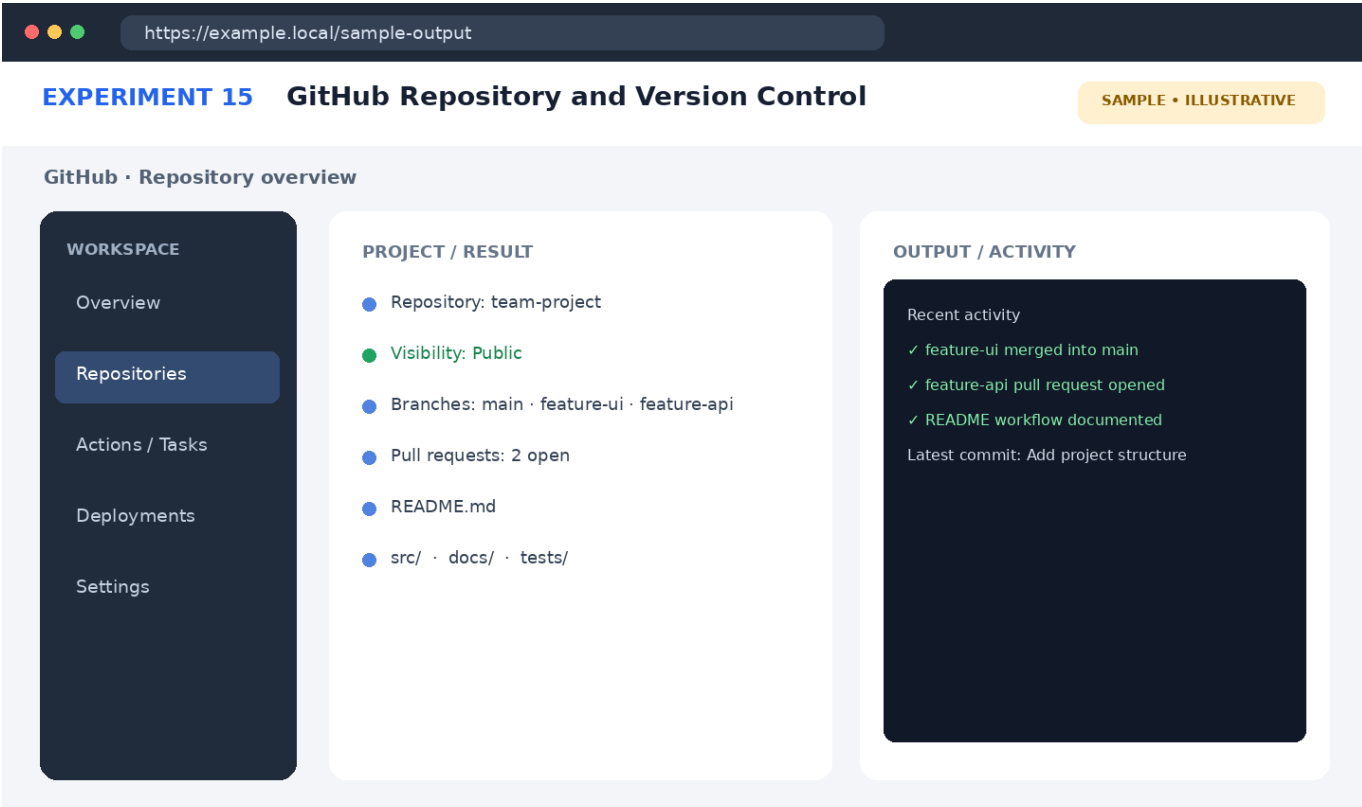 https://example.local/sample-output
EXPERIMENT 15 GitHub Repository and Version Control
SAMPLE • ILLUSTRATIVE
GitHub · Repository overview
WORKSPACE
Overview
Repositories
Actions / Tasks
Deployments
Settings
PROJECT / RESULT
Repository: team-project
Visibility: Public
Branches: main · feature-ui · feature-api
Pull requests: 2 open
README.md
src/ · docs/ · tests/
OUTPUT / ACTIVITY
Recent activity
✓ feature-ui merged into main
✓ feature-api pull request opened
✓ README workflow documented
Latest commit: Add project structure